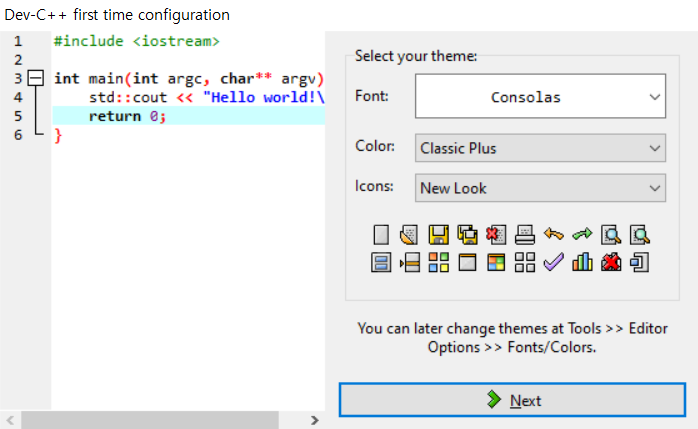 Dev-C++ first time configuration
1 #include <iostream>
2
3 int main(int argc, char** argv)
4 std::cout << "Hello world!\
5 return 0;
6 }
Select your theme:
Font: Consolas
Color: Classic Plus
Icons: New Look
You can later change themes at Tools >> Editor
Options >> Fonts/Colors.
Next